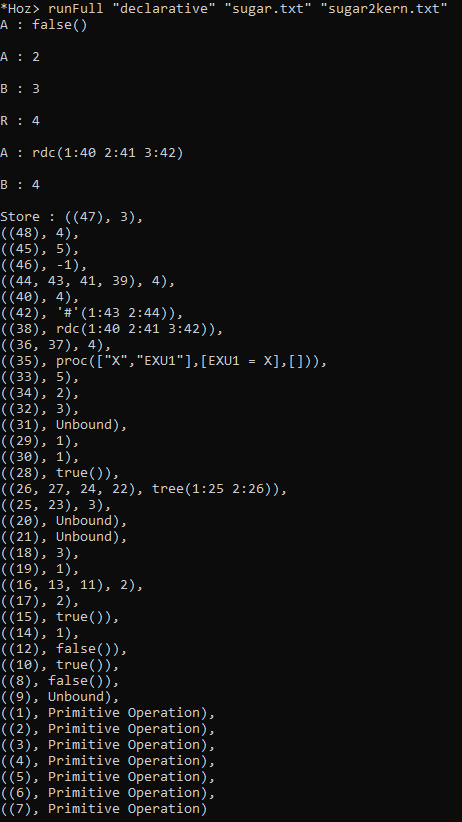 *Hoz> runFull "declarative" "sugar.txt" "sugar2kern.txt"
A : false()
A : 2
B : 3
R : 4
A : rdc(1:40 2:41 3:42)
B : 4
Store : ((47), 3),
((48), 4),
((45), 5),
((46), -1),
((44, 43, 41, 39), 4),
((40), 4),
((42), '#'(1:43 2:44)),
((38), rdc(1:40 2:41 3:42)),
((36, 37), 4),
((35), proc(["X","EXU1"],[EXU1 = X],[])),
((33), 5),
((34), 2),
((32), 3),
((31), Unbound),
((29), 1),
((30), 1),
((28), true()),
((26, 27, 24, 22), tree(1:25 2:26)),
((25, 23), 3),
((20), Unbound),
((21), Unbound),
((18), 3),
((19), 1),
((16, 13, 11), 2),
((17), 2),
((15), true()),
((14), 1),
((12), false()),
((10), true()),
((8), false()),
((9), Unbound),
((1), Primitive Operation),
((2), Primitive Operation),
((3), Primitive Operation),
((4), Primitive Operation),
((5), Primitive Operation),
((6), Primitive Operation),
((7), Primitive Operation)